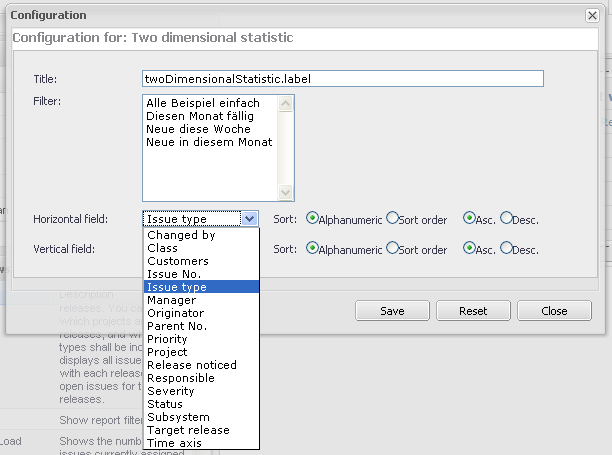 Configuration
Configuration for: Two dimensional statistic
Title: twoDimensionalStatistic.label
Filter:
Alle Beispiel einfach
Diesen Monat fällig
Neue diese Woche
Neue in diesem Monat
Horizontal field: Issue type Sort: Alphanumeric Sort order Asc. Desc.
Vertical field: Sort: Alphanumeric Sort order Asc. Desc.
Changed by
Class
Customers
Issue No.
Issue type
Manager
Originator
Parent No.
Priority
Project
Release noticed
Responsible
Severity
Status
Subsystem
Target release
Time axis
Save Reset Close
Description
releases. You ca
which projects a
releases, and w
types shall be inc
displays all issue
with each releas
open issues for t
releases.
Show report filter
Load Shows the numb
issues currently assigned